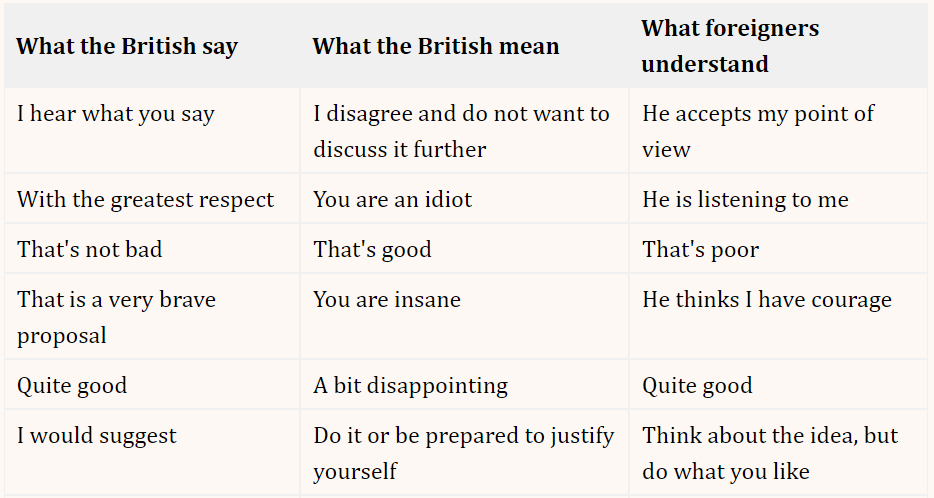 What the British say
What the British mean
What foreigners
understand
I hear what you say
I disagree and do not want to
discuss it further
He accepts my point of
view
With the greatest respect
You are an idiot
He is listening to me
That's not bad
That's good
That's poor
That is a very brave
proposal
You are insane
He thinks I have courage
Quite good
A bit disappointing
Quite good
I would suggest
Do it or be prepared to justify
yourself
Think about the idea, but
do what you like